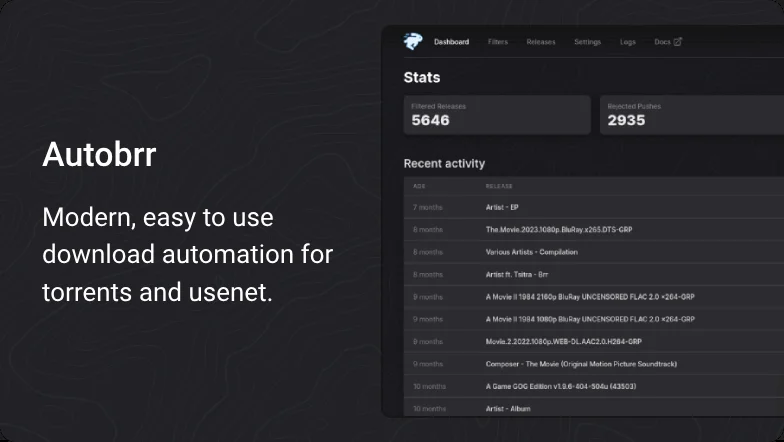 Autobrr
Modern, easy to use
download automation for
torrents and usenet.
Dashboard Filters Releases Settings Logs Docs
Stats
Filtered Releases
5646
Rejected Pushes
2935
Recent activity
AGE RELEASE
7 months Artist - EP
8 months The.Movie.2023.1080p.BluRay.x265.DTS-GRP
8 months Various Artists - Compilation
8 months Artist ft. Tsitra - Brr
9 months A Movie II 1984 2160p BluRay UNCENSORED FLAC 2.0 x264-GRP
9 months A Movie II 1984 1080p BluRay UNCENSORED FLAC 2.0 x264-GRP
9 months Movie.2.2022.1080p.WEB-DL.AAC2.0.H264-GRP
9 months Composer - The Movie (Original Motion Picture Soundtrack)
10 months A Game GOG Edition v1.9.6-404-504u (43503)
10 months Artist - Album